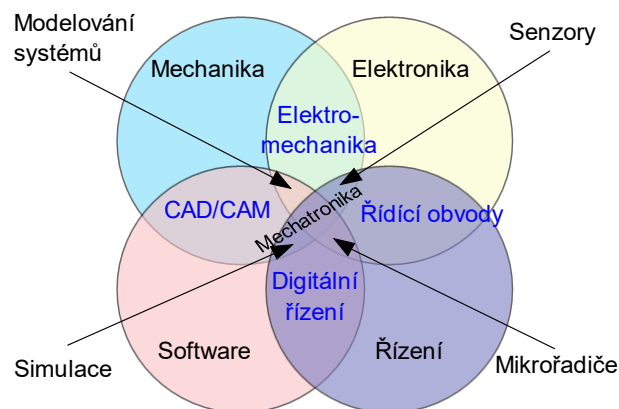 Modelování
systémů
Senzory
Mechanika
Elektronika
Elektro-
mechanika
CAD/CAM
Mechatronika
Řídící obvody
Digitální
řízení
Software
Řízení
Simulace
Mikrořadiče